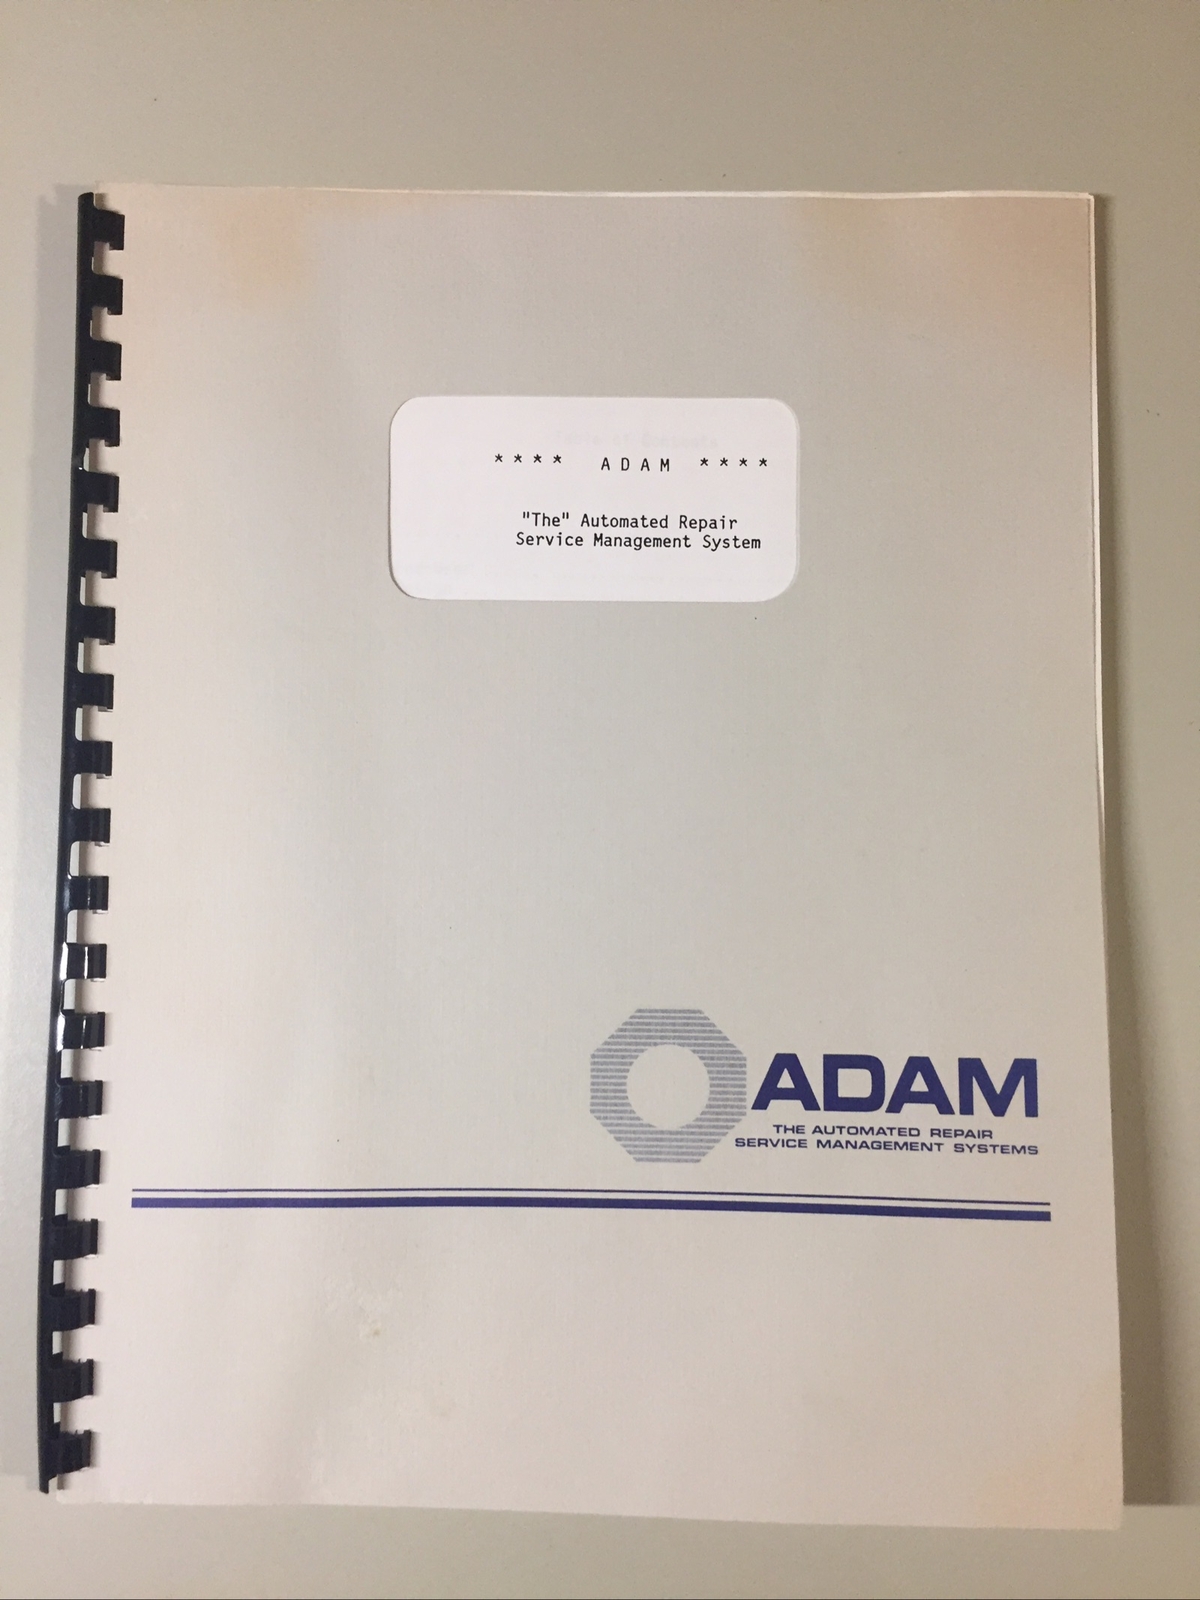 **** ADAM ****
"The" Automated Repair
Service Management System
ADAM
THE AUTOMATED REPAIR
SERVICE MANAGEMENT SYSTEMS